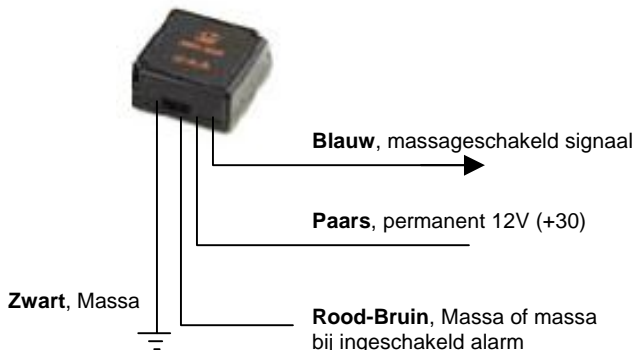 Blauw, massageschakeld signaal
Paars, permanent 12V (+30)
Zwart, Massa
Rood-Bruin, Massa of massa
bij ingeschakeld alarm